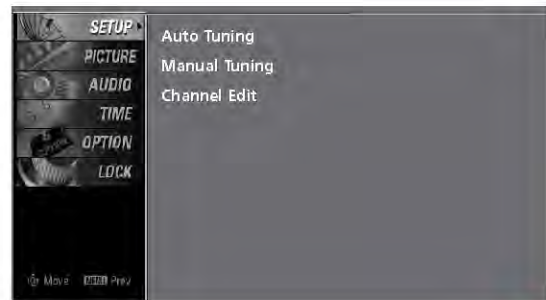 SETUP
PICTURE
AUDIO
TIME
OPTION
LOCK
Auto Tuning
Manual Tuning
Channel Edit
Move MENU Prev